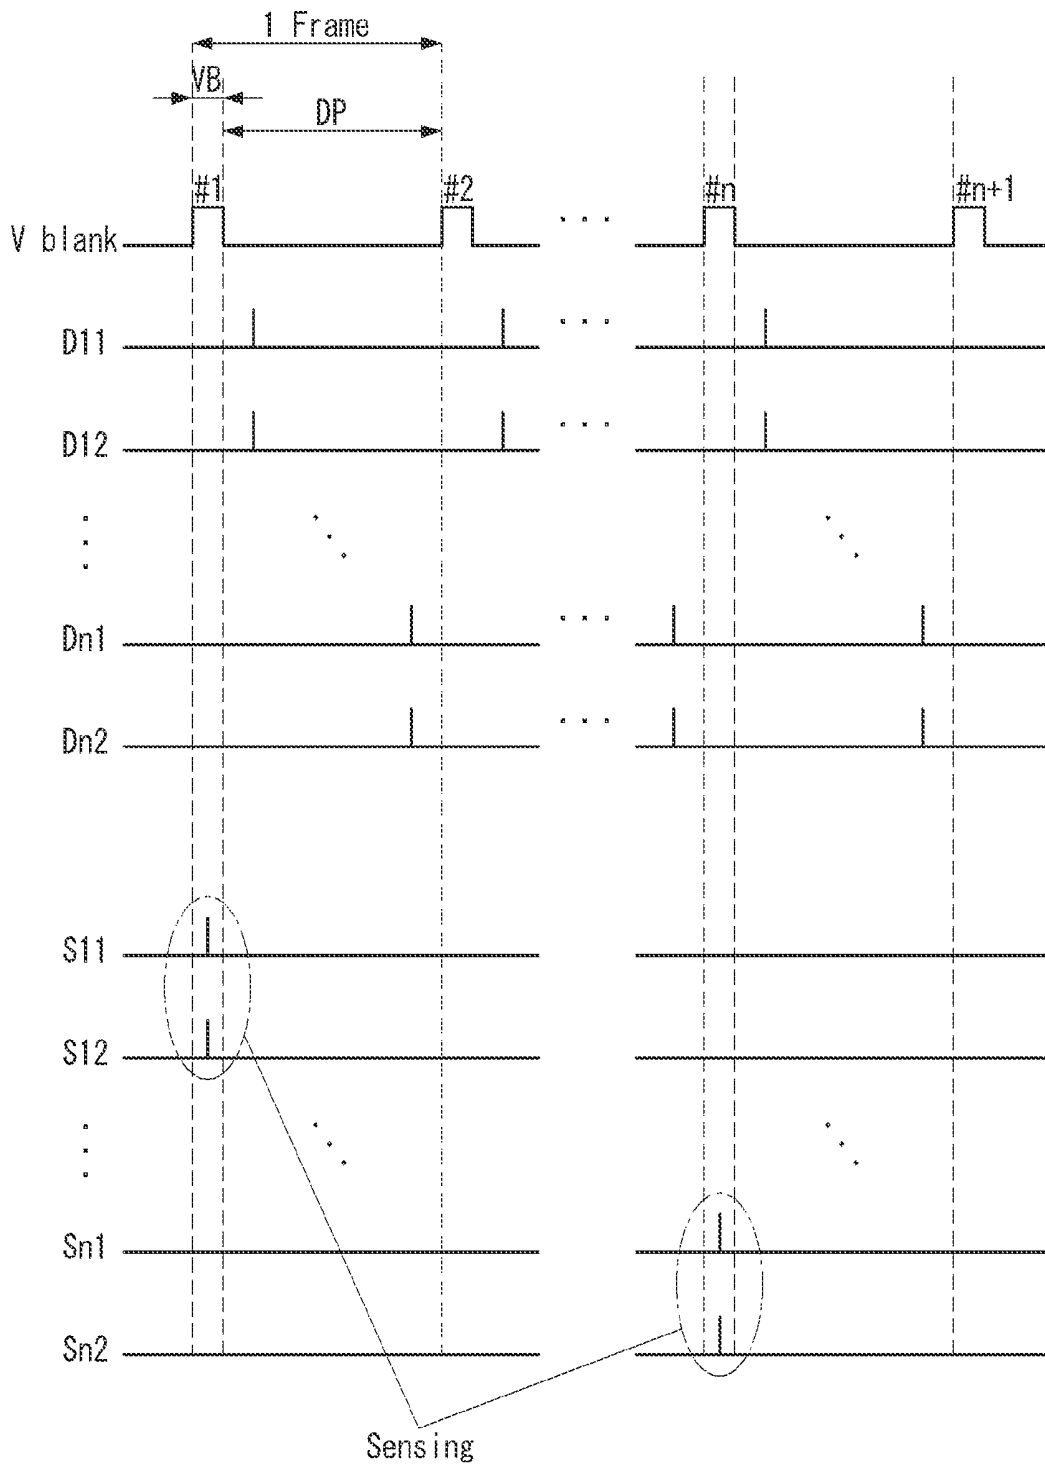 1 Frame
VB
DP
#1 #2 #n #n+1
V blank
D11
D12
Dn1
Dn2
S11
S12
Sn1
Sn2
Sensing